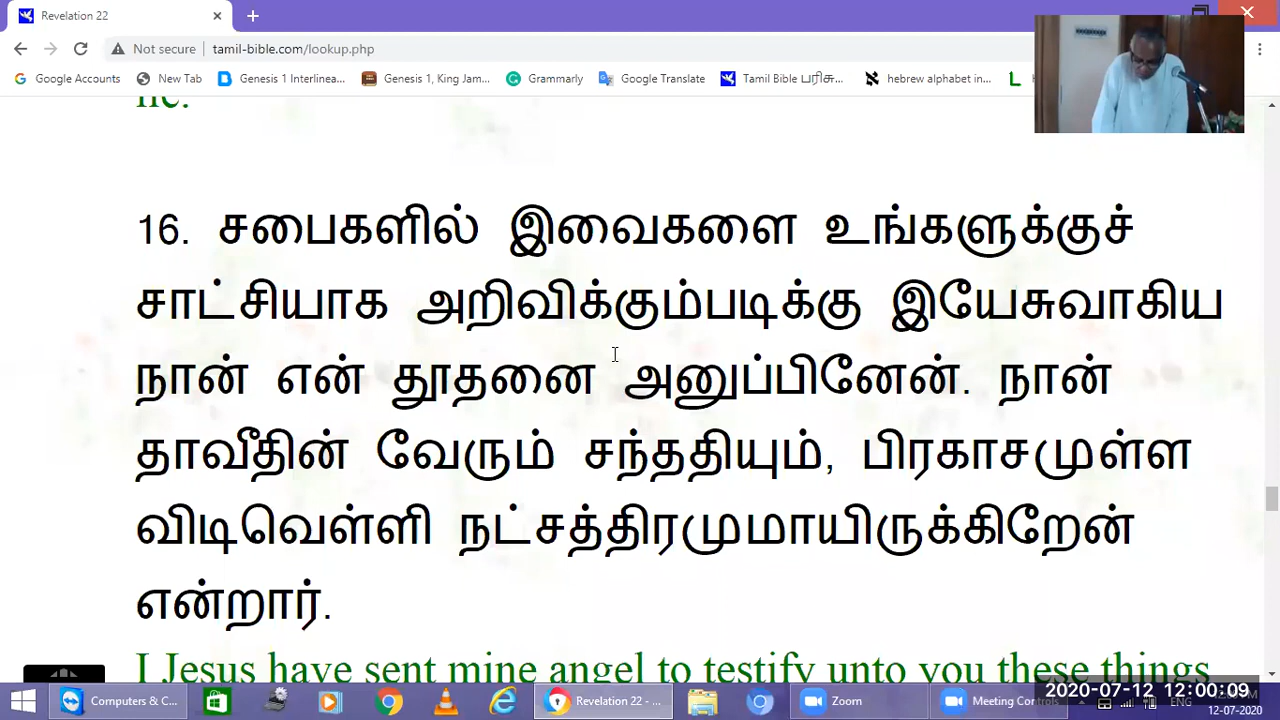 Revelation 22
Not secure | tamil-bible.com/lookup.php
Google Accounts New Tab Genesis 1 Interlinea... Genesis 1, King Jam... Grammarly Google Translate Tamil Bible பரிசு... hebrew alphabet in...
16. சபைகளில் இவைகளை உங்களுக்குச்
சாட்சியாக அறிவிக்கும்படிக்கு இயேசுவாகிய
நான் என் தூதனை அனுப்பினேன். நான்
தாவீதின் வேரும் சந்ததியும், பிரகாசமுள்ள
விடிவெள்ளி நட்சத்திரமுமாயிருக்கிறேன்
என்றார்.
I Jesus have sent mine angel to testify unto you these things
Computers & C... Revelation 22 - ... Zoom Meeting Controls ENG
2020-07-12 12:00:09
12-07-2020